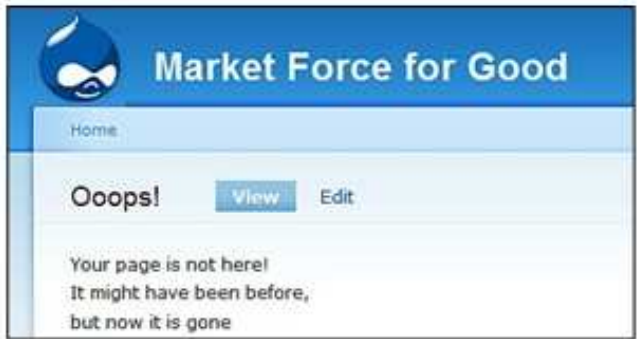 Market Force for Good
Home
Ooops! View Edit
Your page is not here!
It might have been before,
but now it is gone